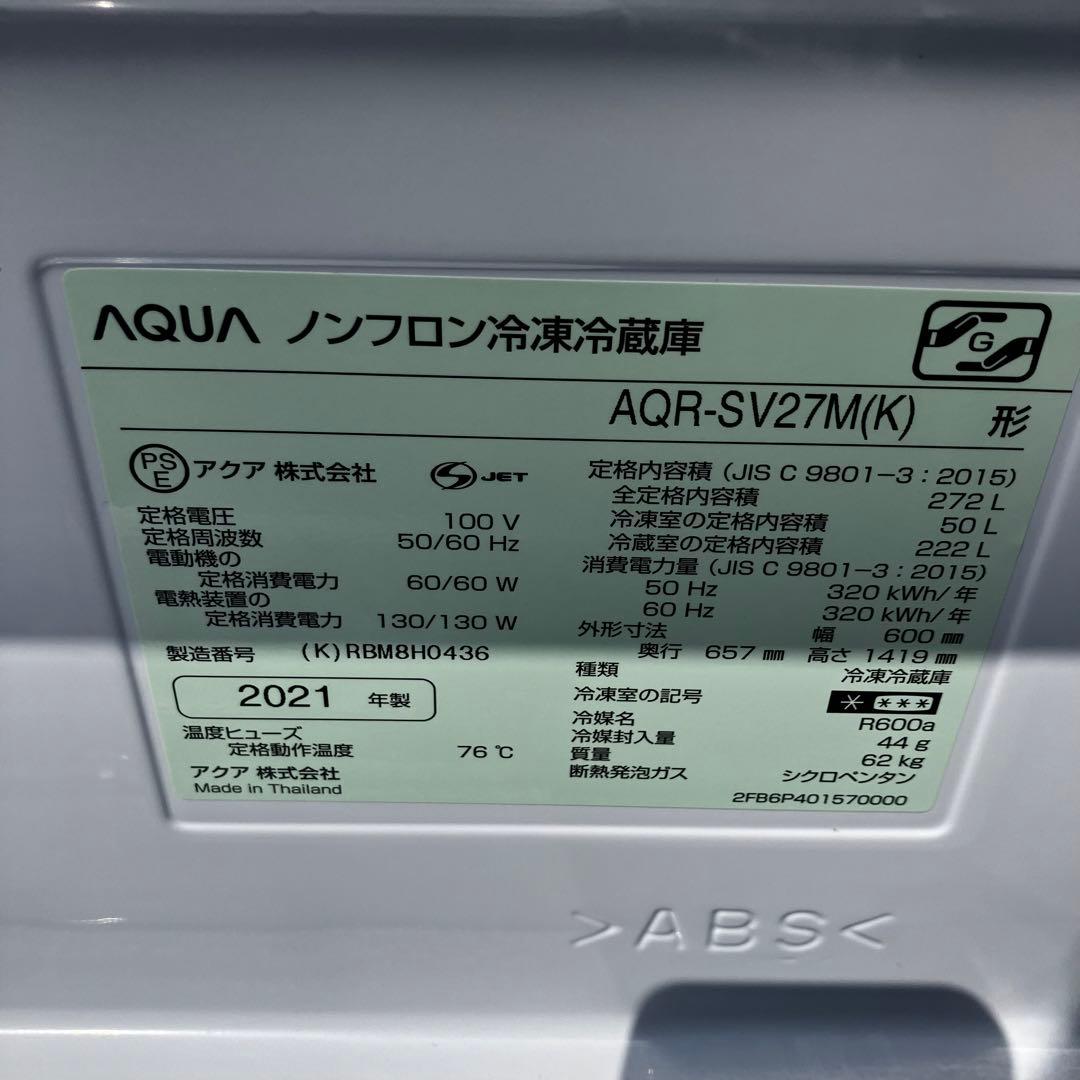 AQUA ノンフロン冷凍冷蔵庫
G
AQR-SV27M(K) 形
PS E アクア 株式会社 S JET
定格電圧 100 V
定格周波数 50/60 Hz
電動機の
定格消費電力 60/60 W
電熱装置の
定格消費電力 130/130 W
製造番号 (K)RBM8H0436
2021 年製
温度ヒューズ
定格動作温度 76 ℃
アクア 株式会社
Made in Thailand
定格内容積 (JIS C 9801-3 : 2015)
全定格内容積 272 L
冷凍室の定格内容積 50 L
冷蔵室の定格内容積 222 L
消費電力量 (JIS C 9801-3 : 2015)
50 Hz 320 kWh/年
60 Hz 320 kWh/年
外形寸法 幅 600 ㎜
奥行 657 ㎜ 高さ 1419 ㎜
種類 冷凍冷蔵庫
冷凍室の記号 * ***
冷媒名 R600a
冷媒封入量 44 g
質量 62 kg
断熱発泡ガス シクロペンタン
2FB6P401570000
>ABS<